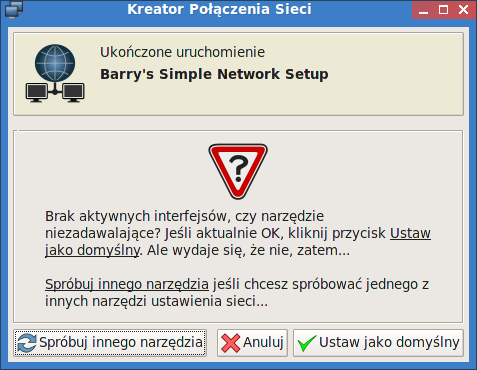 Kreator Połączenia Sieci
Ukończone uruchomienie
Barry's Simple Network Setup
?
Brak aktywnych interfejsów, czy narzędzie
niezadawalające? Jeśli aktualnie OK, kliknij przycisk Ustaw
jako domyślny. Ale wydaje się, że nie, zatem...
Spróbuj innego narzędzia jeśli chcesz spróbować jednego z
innych narzędzi ustawienia sieci...
Spróbuj innego narzędzia
Anuluj
Ustaw jako domyślny